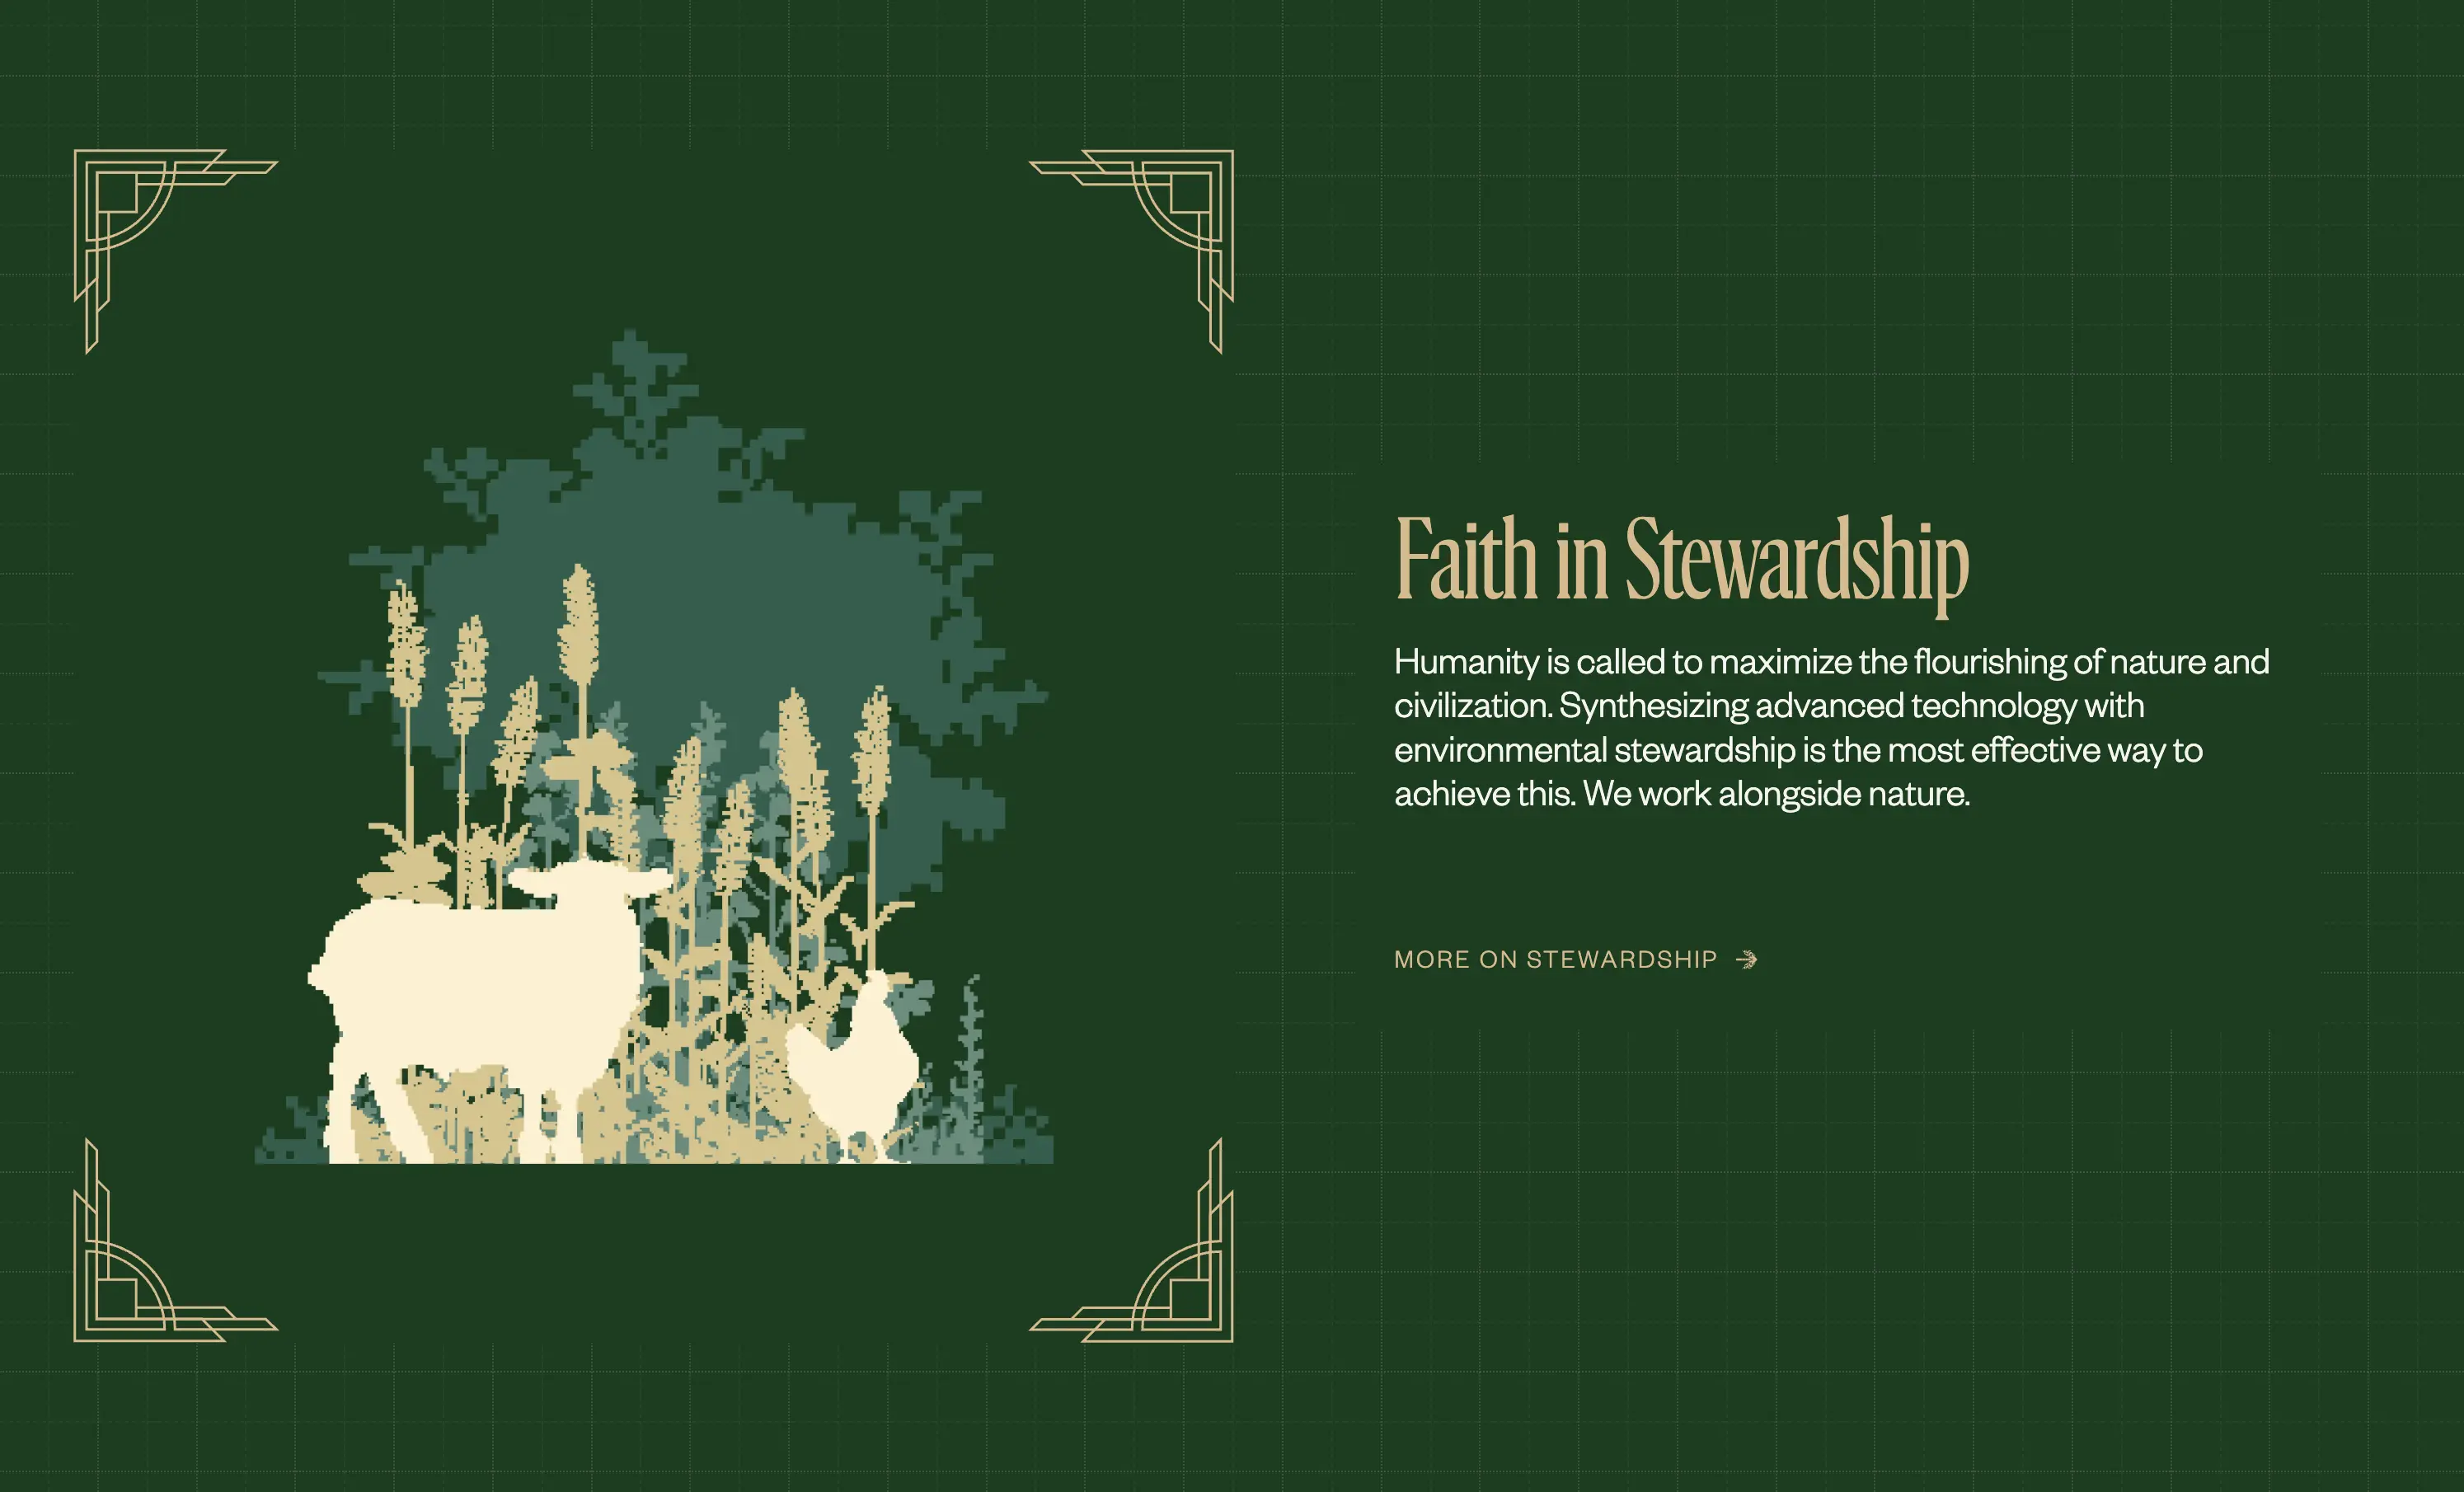 Faith in Stewardship
Humanity is called to maximize the flourishing of nature and
civilization. Synthesizing advanced technology with
environmental stewardship is the most effective way to
achieve this. We work alongside nature.
MORE ON STEWARDSHIP